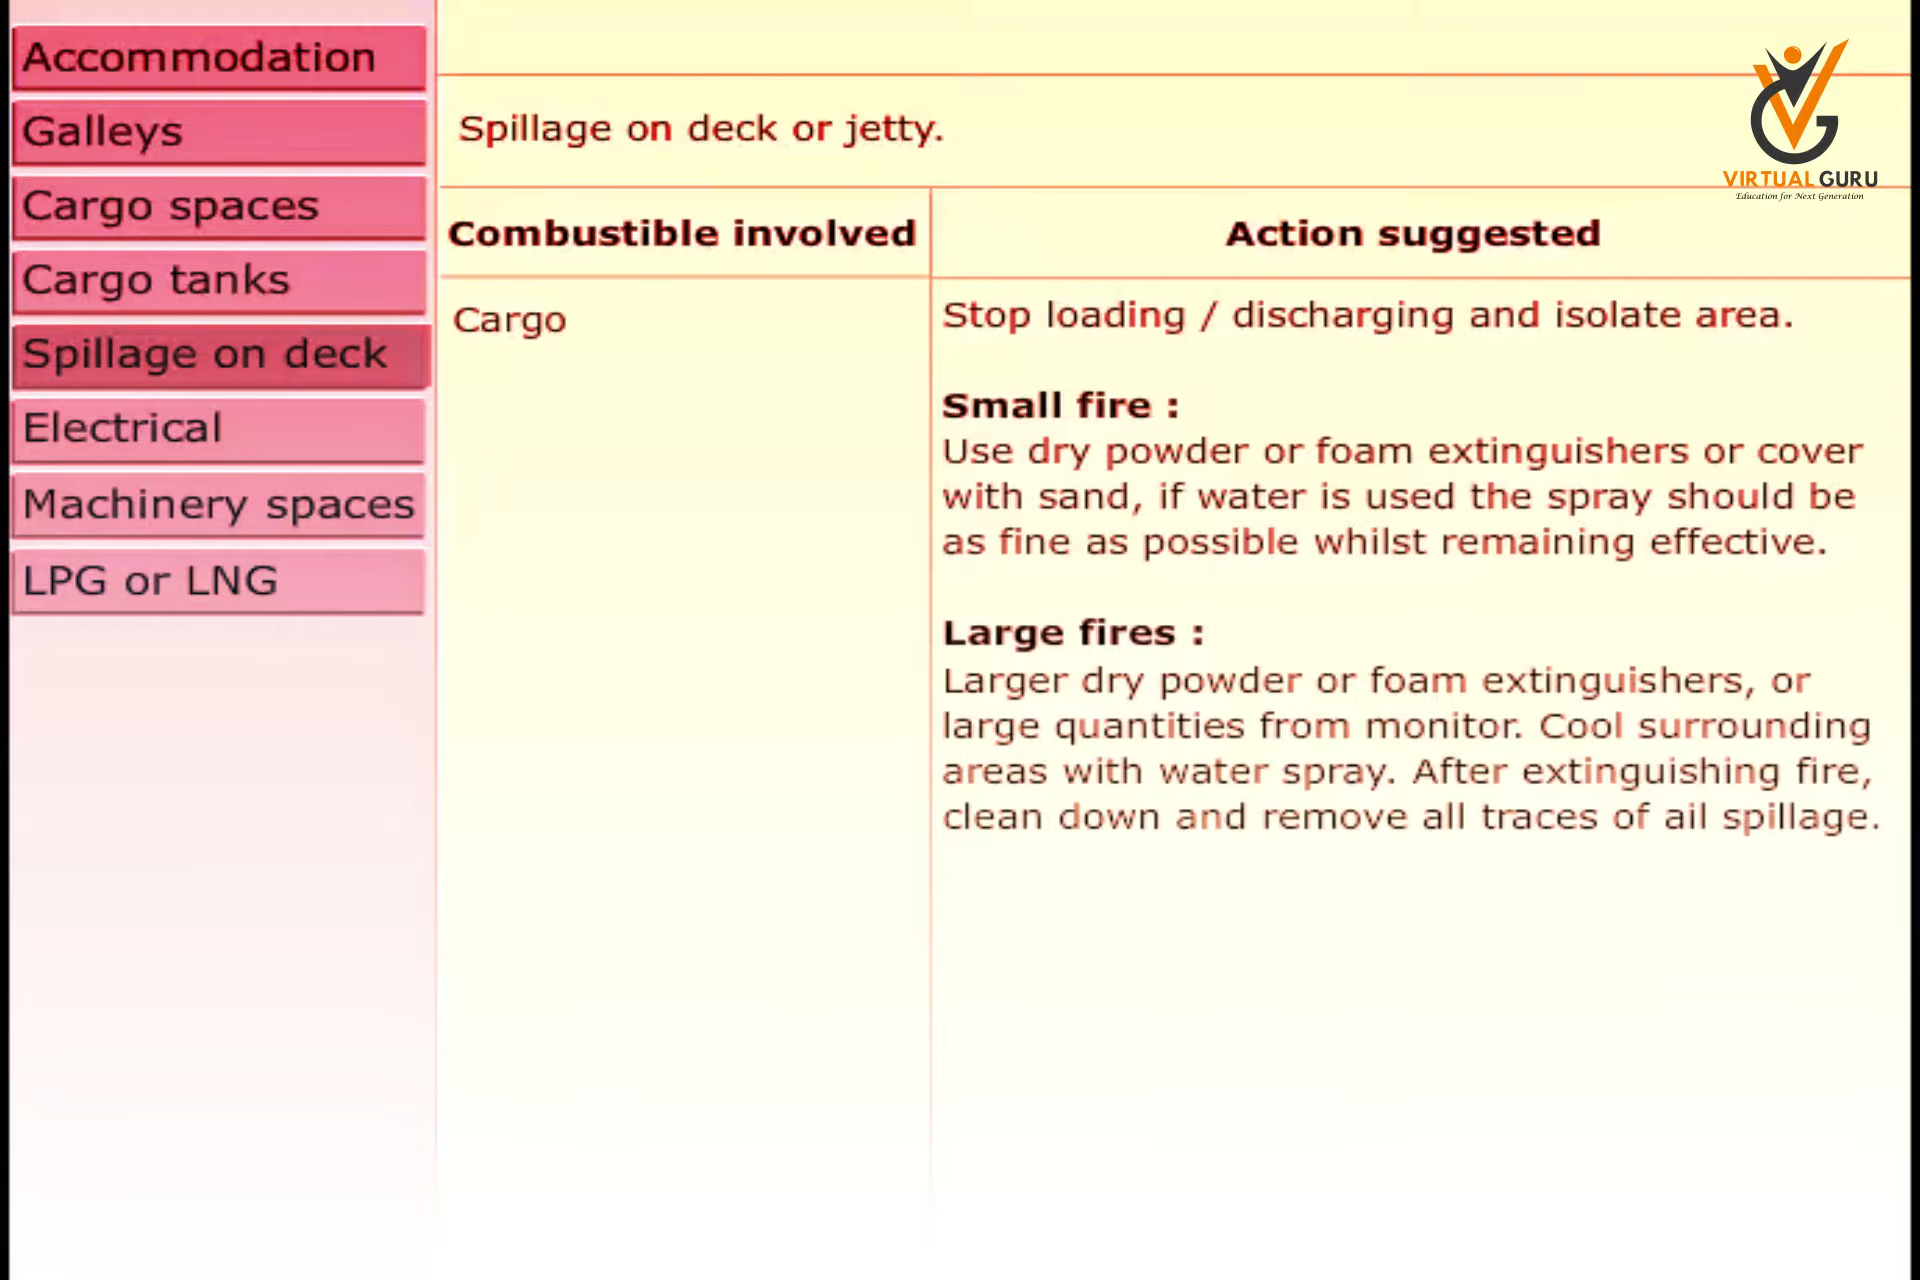 Accommodation
Galleys
Cargo spaces
Cargo tanks
Spillage on deck
Electrical
Machinery spaces
LPG or LNG
VIRTUAL GURU
Education for Next Generation
Spillage on deck or jetty.
Combustible involved
Action suggested
Cargo
Stop loading / discharging and isolate area.
Small fire :
Use dry powder or foam extinguishers or cover
with sand, if water is used the spray should be
as fine as possible whilst remaining effective.
Large fires :
Larger dry powder or foam extinguishers, or
large quantities from monitor. Cool surrounding
areas with water spray. After extinguishing fire,
clean down and remove all traces of ail spillage.